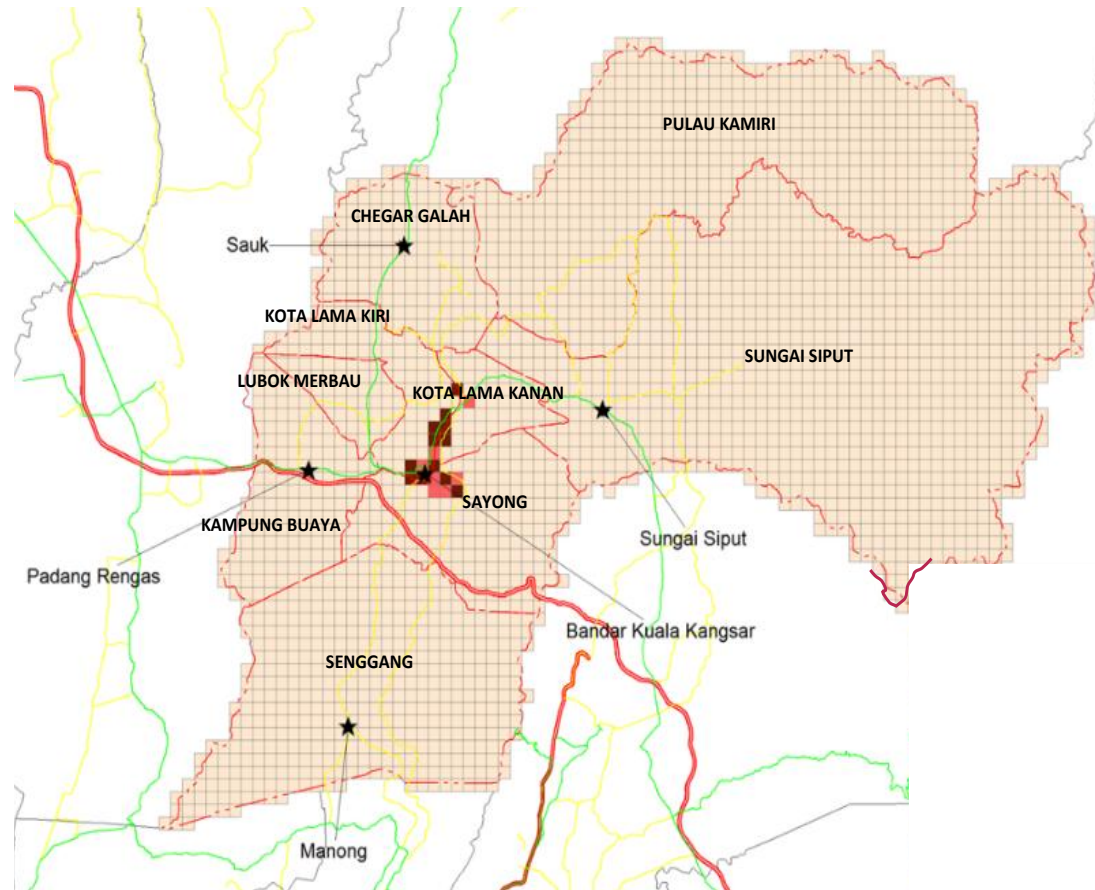 PULAU KAMIRI
CHEGAR GALAH
Sauk
KOTA LAMA KIRI
SUNGAI SIPUT
LUBOK MERBAU
KOTA LAMA KANAN
SAYONG
KAMPUNG BUAYA
Sungai Siput
Padang Rengas
Bandar Kuala Kangsar
SENGGANG
Manong